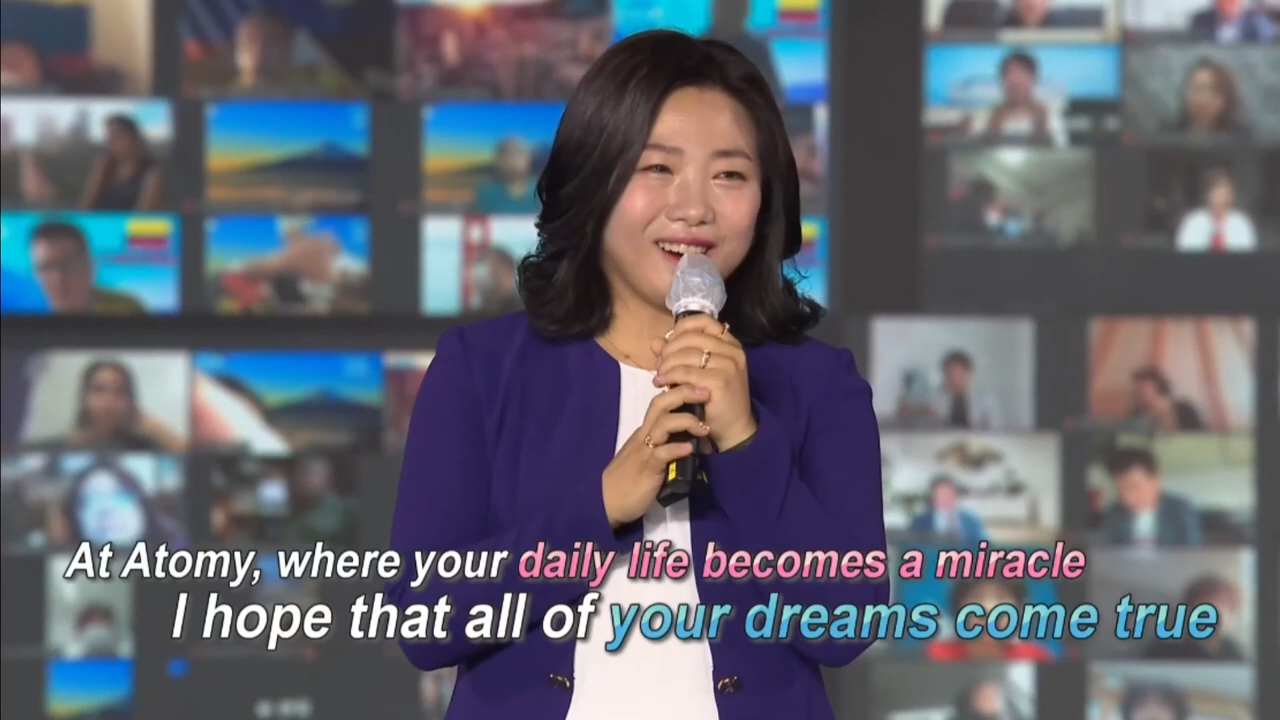 At Atomy, where your daily life becomes a miracle
I hope that all of your dreams come true